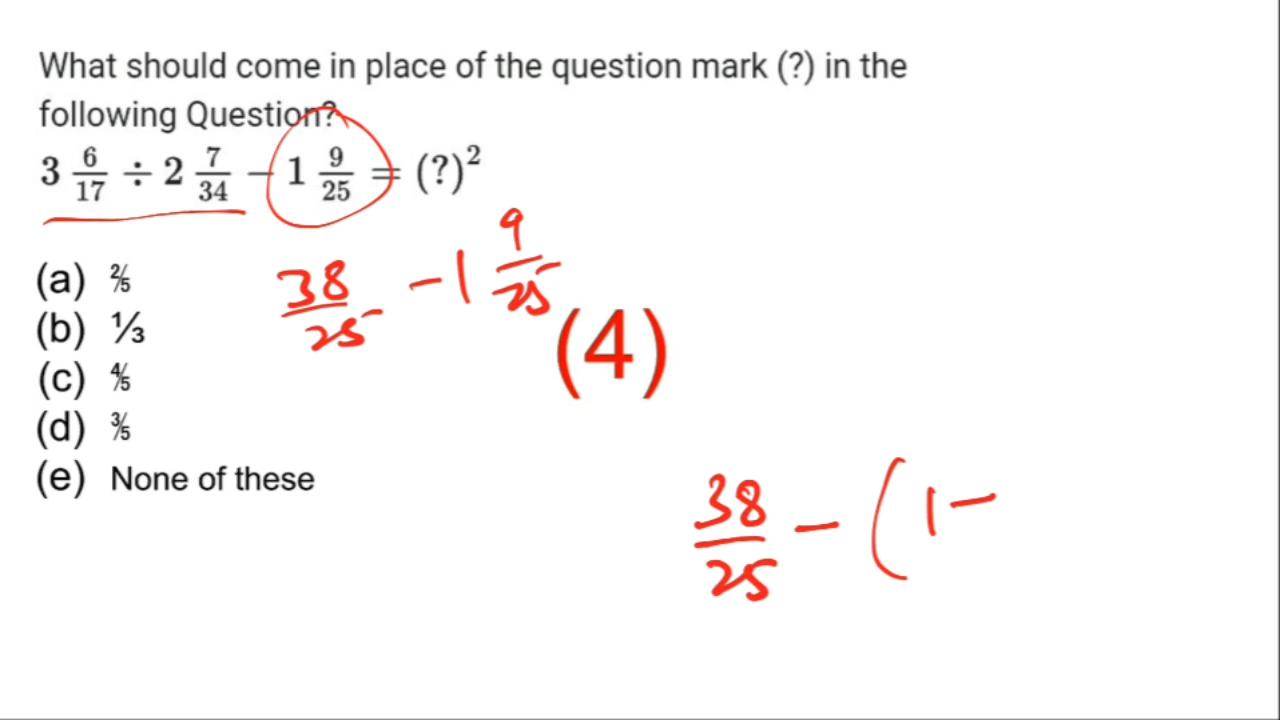 What should come in place of the question mark (?) in the
following Question?
3 6/17 ÷ 2 7/34 − 1 9/25 = (?)²
(a) ⅖
(b) ⅓
(c) ⅘
(d) ⅗
(e) None of these
38/25 − 1 9/25
(4)
38/25 − (1 −